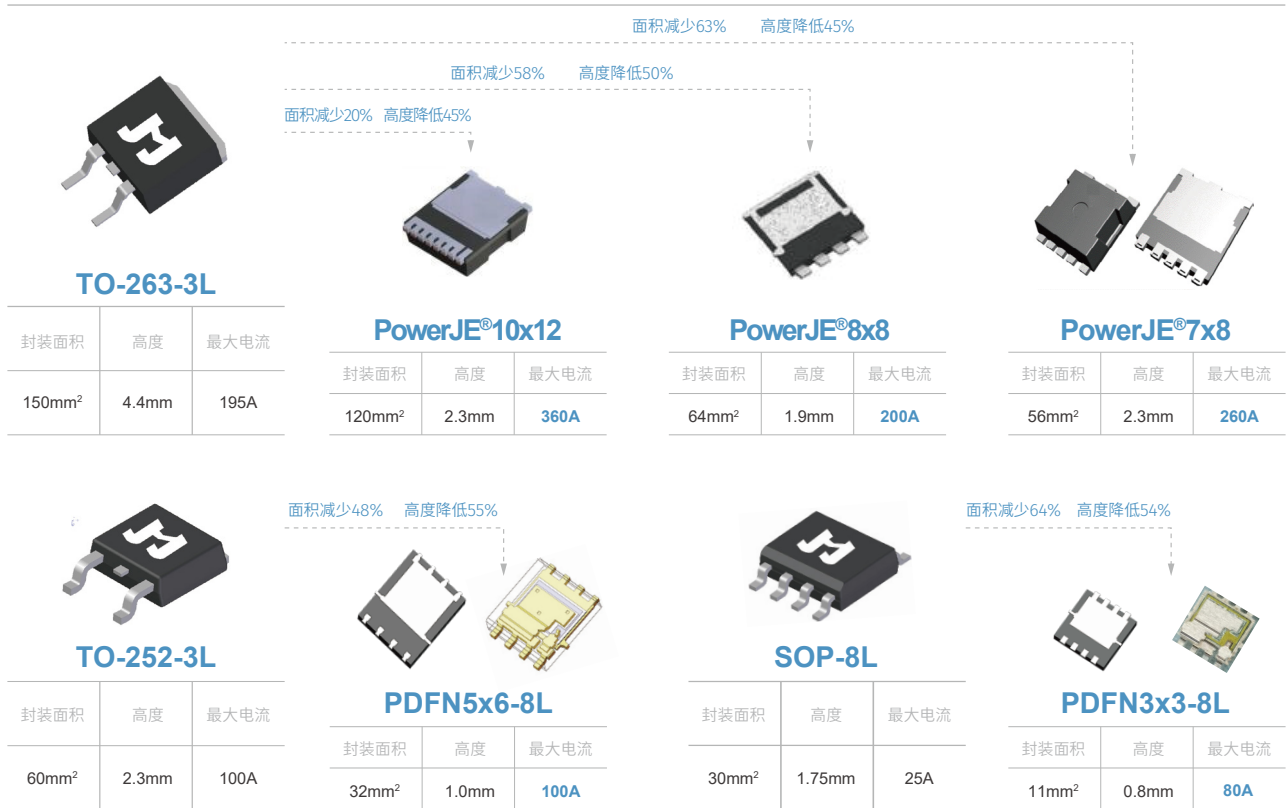 面积减少63% 高度降低45%
面积减少58% 高度降低50%
面积减少20% 高度降低45%
TO-263-3L
封装面积 高度 最大电流
150mm² 4.4mm 195A
PowerJE®10x12
封装面积 高度 最大电流
120mm² 2.3mm 360A
PowerJE®8x8
封装面积 高度 最大电流
64mm² 1.9mm 200A
PowerJE®7x8
封装面积 高度 最大电流
56mm² 2.3mm 260A
面积减少48% 高度降低55%
TO-252-3L
封装面积 高度 最大电流
60mm² 2.3mm 100A
PDFN5x6-8L
封装面积 高度 最大电流
32mm² 1.0mm 100A
面积减少64% 高度降低54%
SOP-8L
封装面积 高度 最大电流
30mm² 1.75mm 25A
PDFN3x3-8L
封装面积 高度 最大电流
11mm² 0.8mm 80A